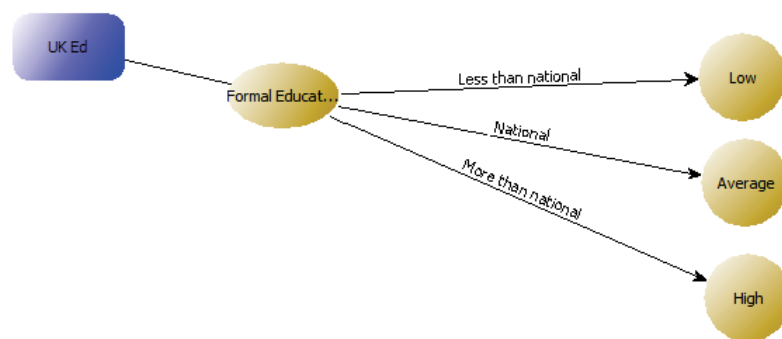 UK Ed
Formal Educat...
Less than national
National
More than national
Low
Average
High